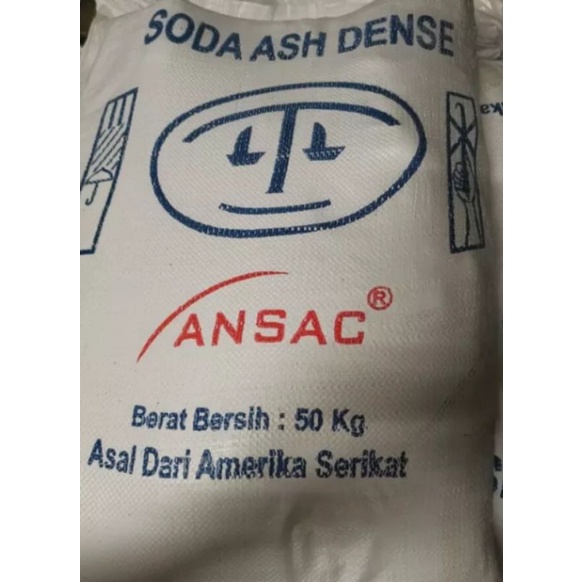 SODA ASH DENSE
ANSAC®
Berat Bersih : 50 Kg
Asal Dari Amerika Serikat